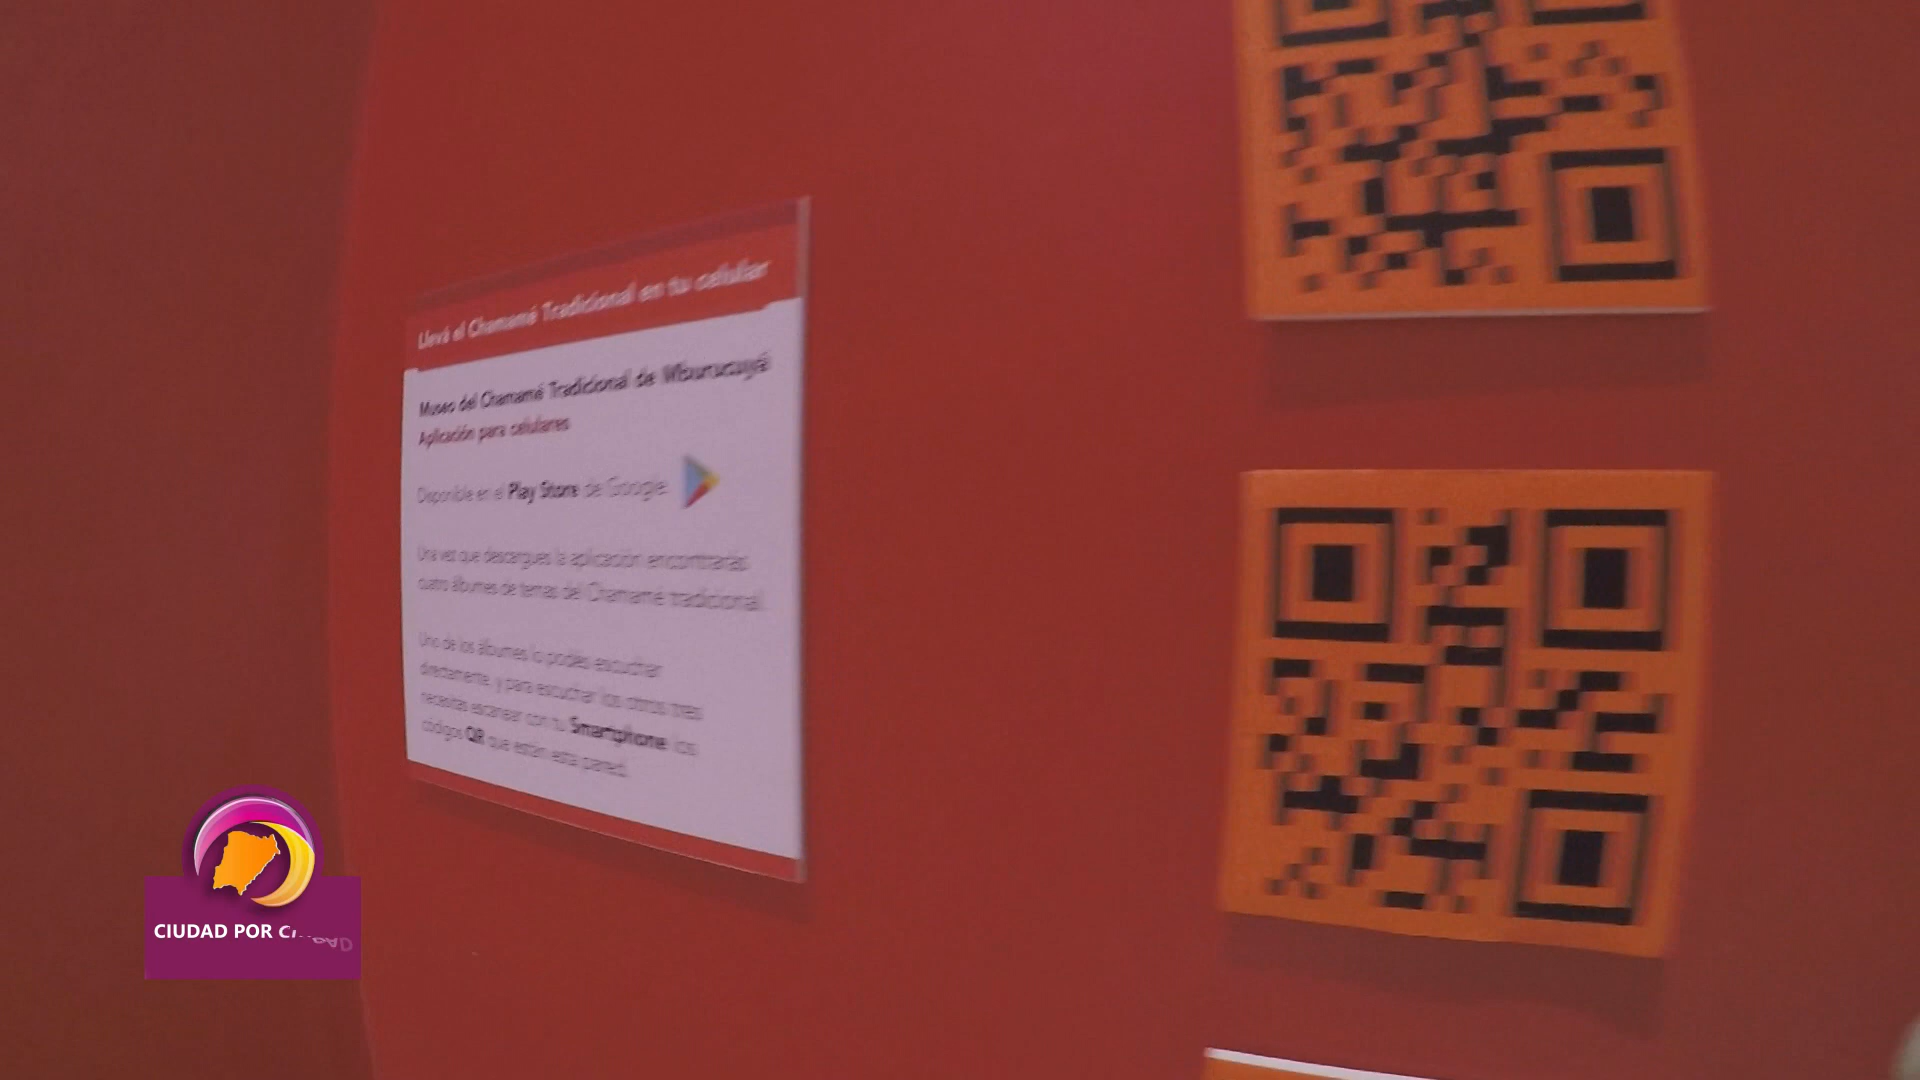 Llevá el Chamamé Tradicional en tu celular
Museo del Chamamé Tradicional de Mburucuyá
Aplicación para celulares
Disponible en el Play Store de Google
Una vez que descargues la aplicación encontrarás
cuatro álbumes de temas del Chamamé tradicional.
Uno de los álbumes lo podés escuchar
directamente, y para escuchar los otros tres
necesitas escanear con tu Smartphone los
códigos QR que están esta pared.
CIUDAD POR